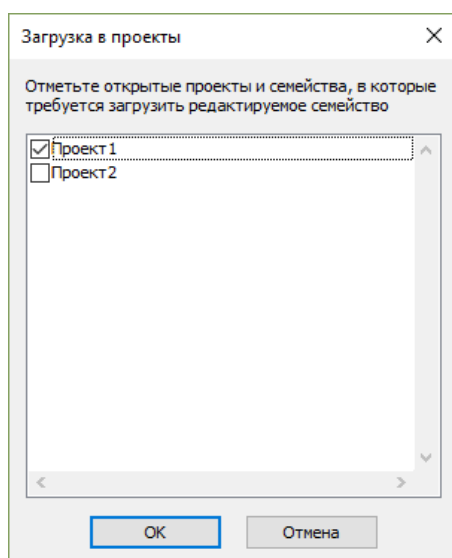 Загрузка в проекты
Отметьте открытые проекты и семейства, в которые
требуется загрузить редактируемое семейство
Проект1
Проект2
OK
Отмена